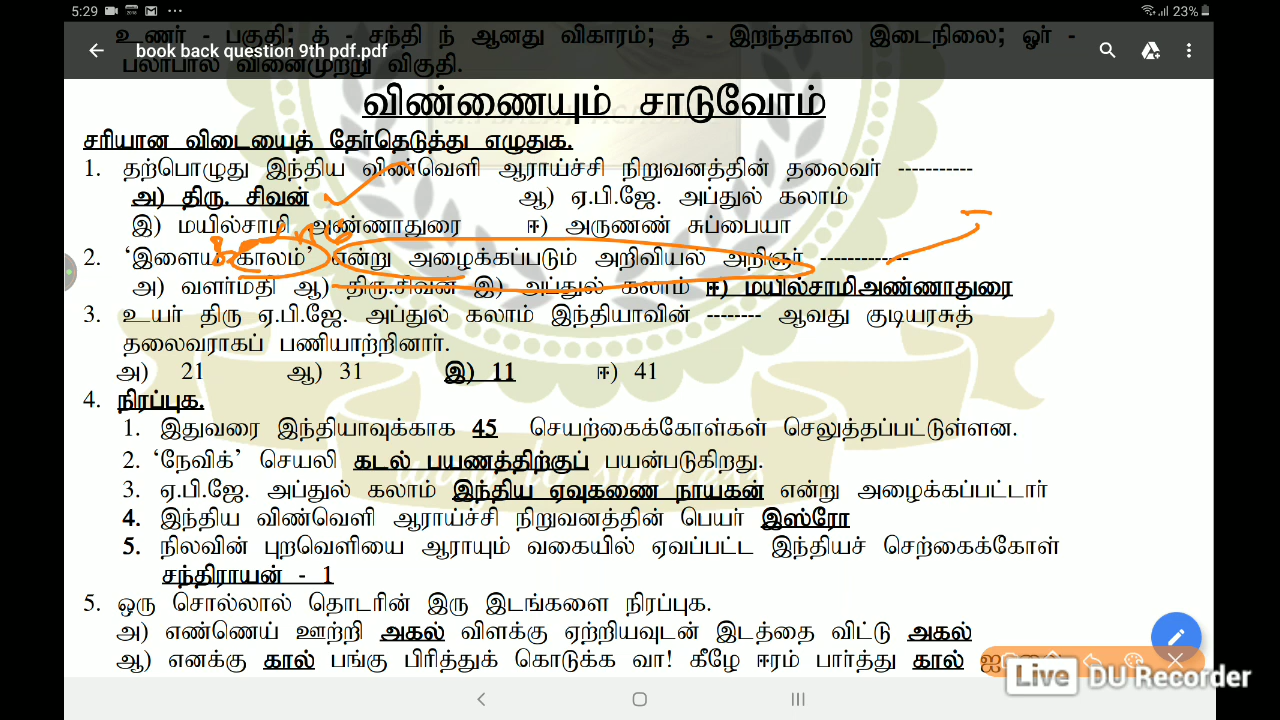 5:29
23%
உணர் - பகுதி; த் - சந்தி ந் ஆனது விகாரம்; த் - இறந்தகால இடைநிலை; ஓர் -
பலர்பால் வினைமுற்று விகுதி.
book back question 9th pdf.pdf
விண்ணையும் சாடுவோம்
சரியான விடையைத் தேர்தெடுத்து எழுதுக.
1. தற்பொழுது இந்திய விண்வெளி ஆராய்ச்சி நிறுவனத்தின் தலைவர் -----------
அ) திரு. சிவன் ஆ) ஏ.பி.ஜே. அப்துல் கலாம்
இ) மயில்சாமி அண்ணாதுரை ஈ) அருணண் சுப்பையா
2. ‘இளைய காலம்’ என்று அழைக்கப்படும் அறிவியல் அறிஞர் -------------
அ) வளர்மதி ஆ) திரு.சிவன் இ) அப்துல் கலாம் ஈ) மயில்சாமிஅண்ணாதுரை
3. உயர் திரு ஏ.பி.ஜே. அப்துல் கலாம் இந்தியாவின் -------- ஆவது குடியரசுத்
தலைவராகப் பணியாற்றினார்.
அ) 21 ஆ) 31 இ) 11 ஈ) 41
4. நிரப்புக.
1. இதுவரை இந்தியாவுக்காக 45 செயற்கைக்கோள்கள் செலுத்தப்பட்டுள்ளன.
2. ‘நேவிக்’ செயலி கடல் பயணத்திற்குப் பயன்படுகிறது.
3. ஏ.பி.ஜே. அப்துல் கலாம் இந்திய ஏவுகணை நாயகன் என்று அழைக்கப்பட்டார்
4. இந்திய விண்வெளி ஆராய்ச்சி நிறுவனத்தின் பெயர் இஸ்ரோ
5. நிலவின் புறவெளியை ஆராயும் வகையில் ஏவப்பட்ட இந்தியச் செற்கைக்கோள்
சந்திராயன் - 1
5. ஒரு சொல்லால் தொடரின் இரு இடங்களை நிரப்புக.
அ) எண்ணெய் ஊற்றி அகல் விளக்கு ஏற்றியவுடன் இடத்தை விட்டு அகல்
ஆ) எனக்கு கால் பங்கு பிரித்துக் கொடுக்க வா! கீழே ஈரம் பார்த்து கால்
Live DU Recorder